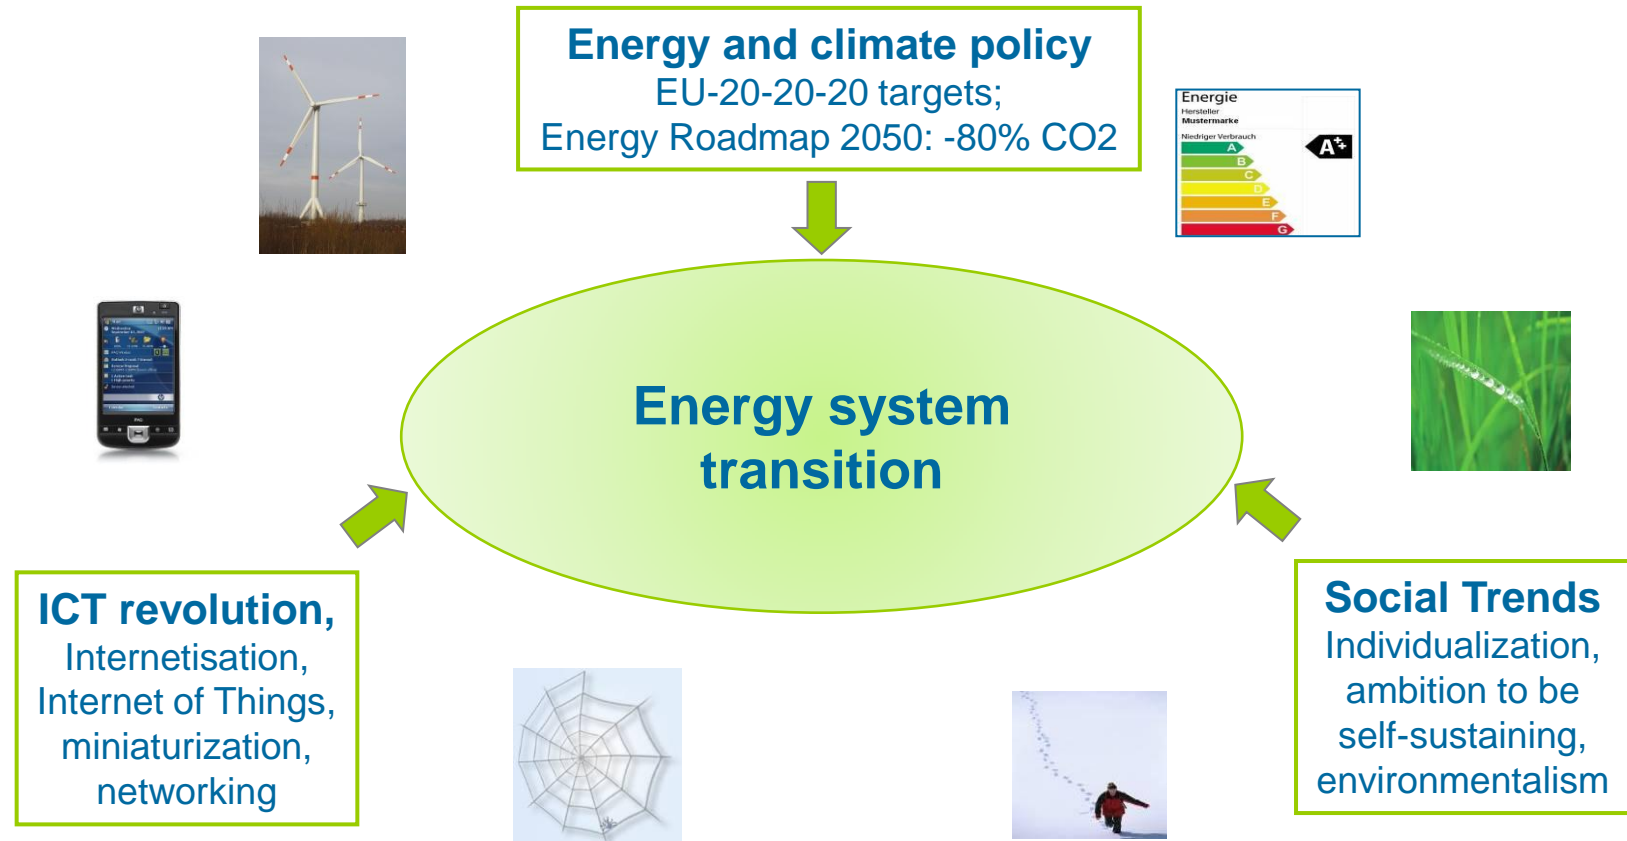 Energy and climate policy
EU-20-20-20 targets;
Energy Roadmap 2050: -80% CO2
Energie
Hersteller
Mustermarke
Niedriger Verbrauch
A
B
C
D
E
F
G
A++
Energy system
transition
ICT revolution,
Internetisation,
Internet of Things,
miniaturization,
networking
Social Trends
Individualization,
ambition to be
self-sustaining,
environmentalism